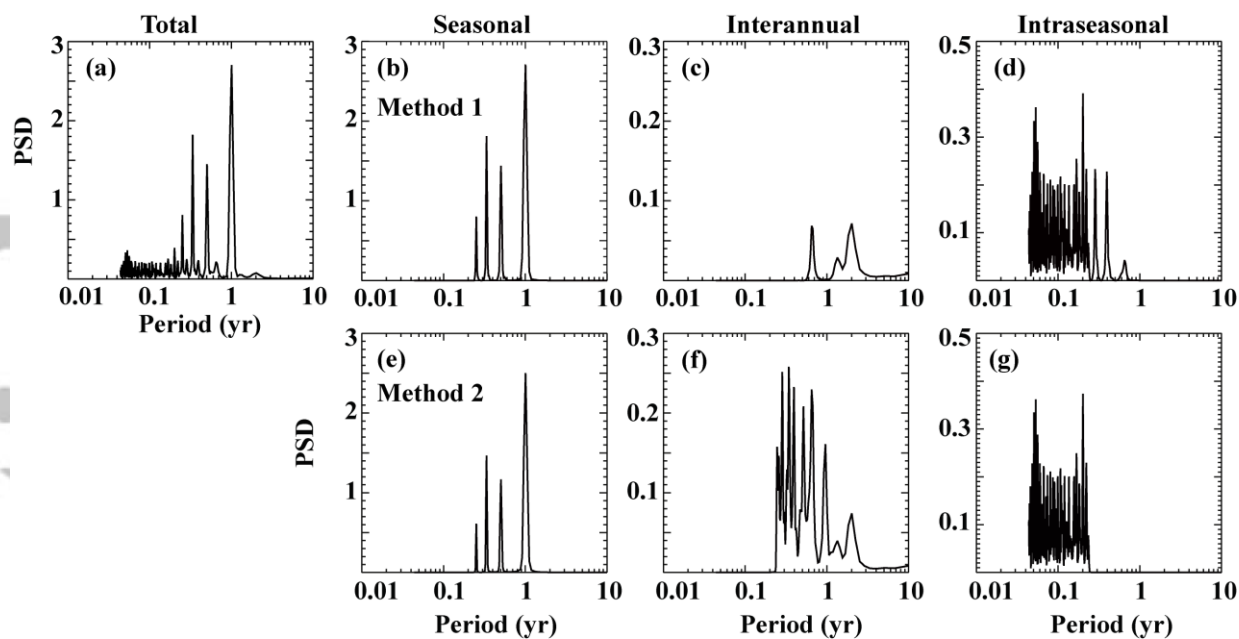 Total Seasonal Interannual Intraseasonal
3 3 0.3 0.5
(a) (b) (c) (d)
Method 1
2 2 0.2 0.3
PSD
1 1 0.1 0.1
0.01 0.1 1 10 0.01 0.1 1 10 0.01 0.1 1 10 0.01 0.1 1 10
Period (yr)
3 0.3 0.5
(e) (f) (g)
Method 2
2 0.2 0.3
PSD
1 0.1 0.1
0.01 0.1 1 10 0.01 0.1 1 10 0.01 0.1 1 10
Period (yr) Period (yr) Period (yr)